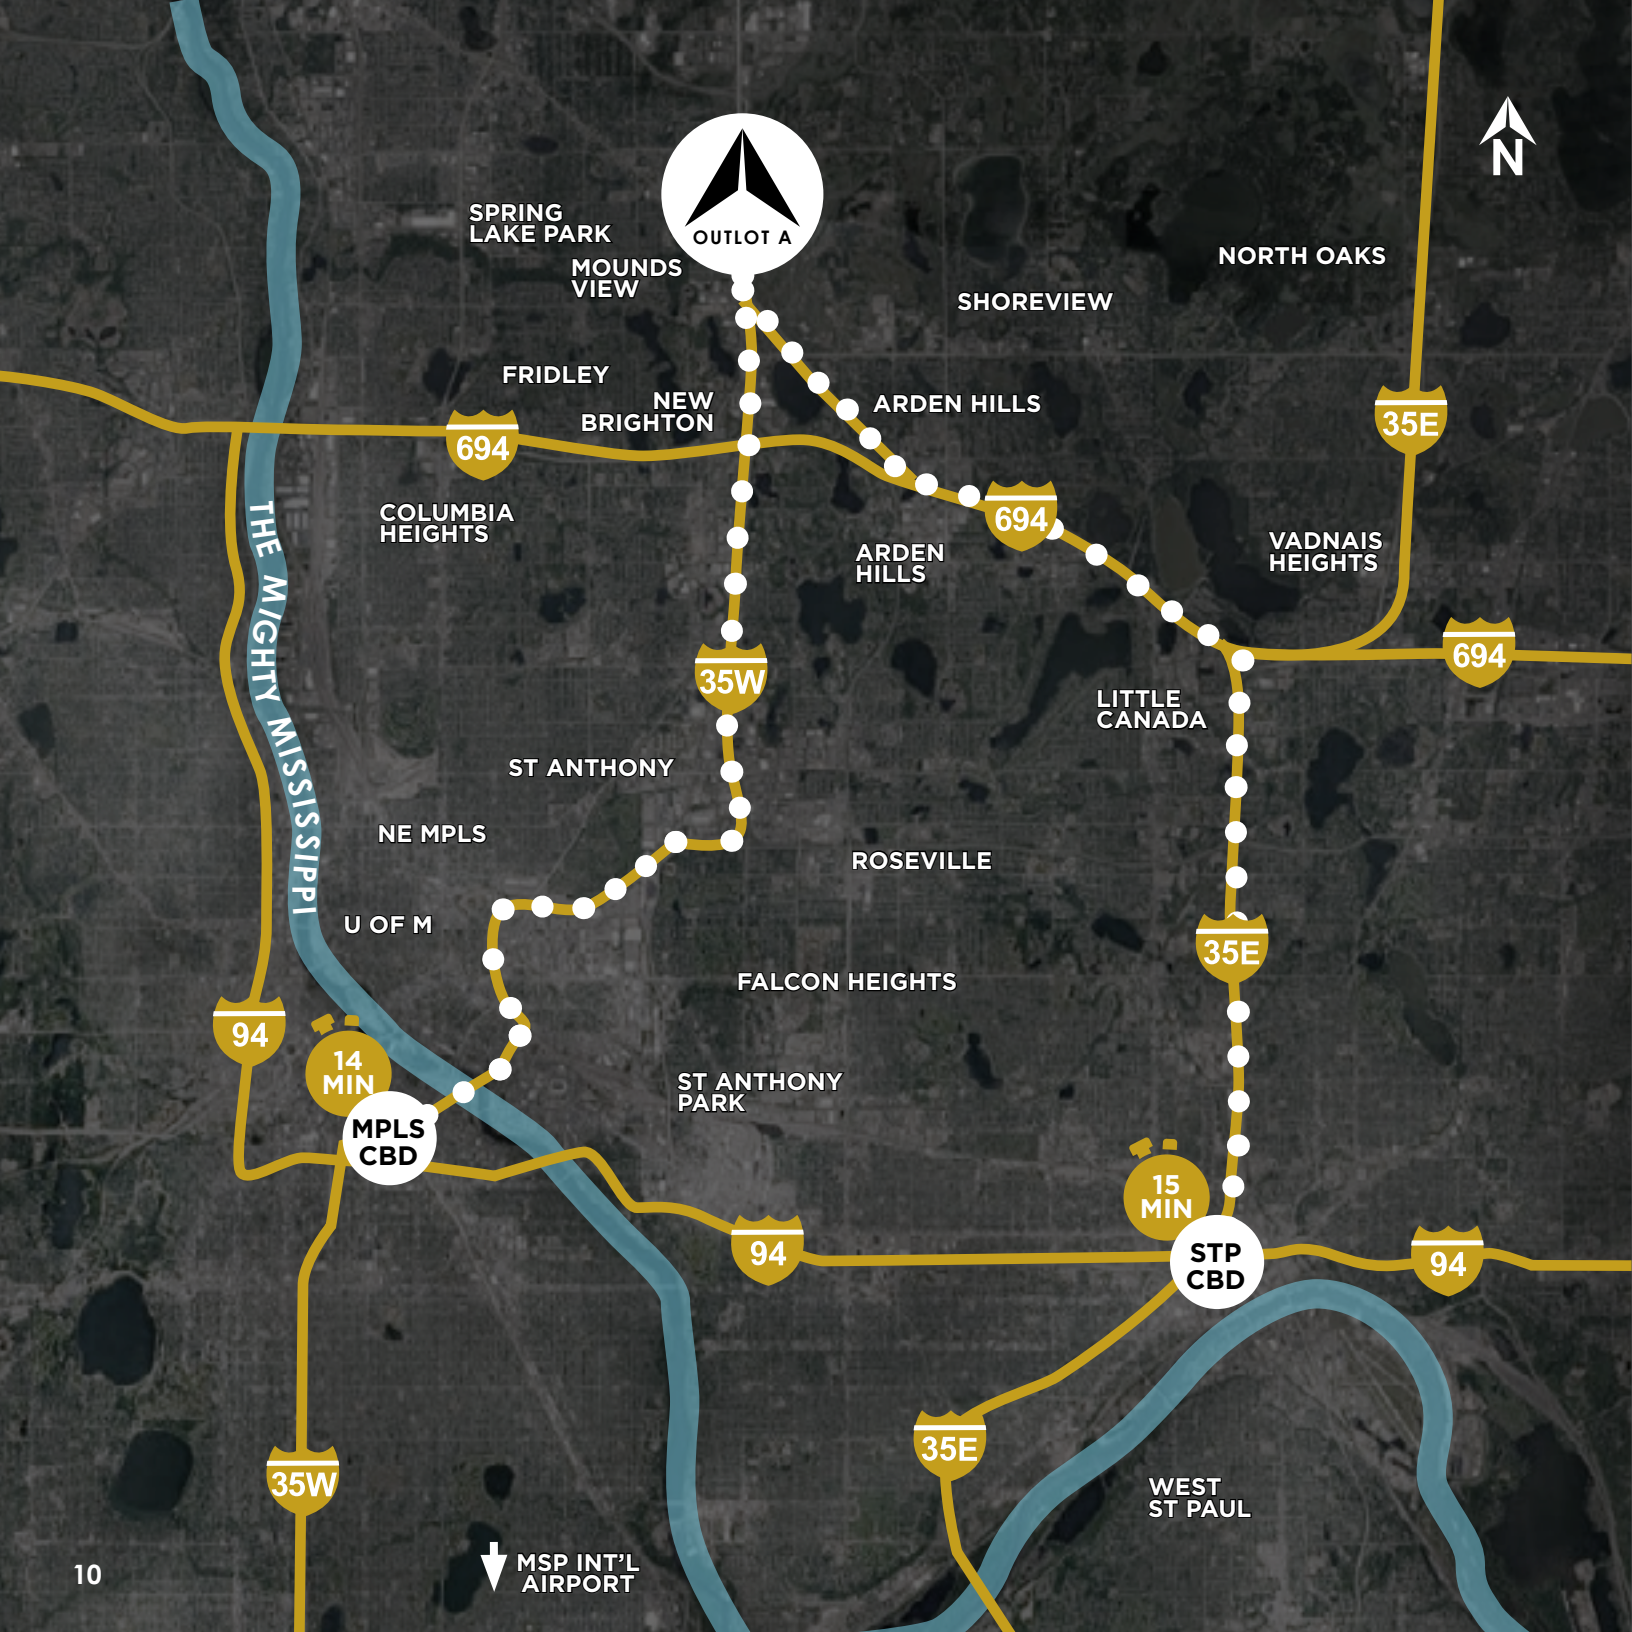 N
OUTLOT A
SPRING
LAKE PARK
MOUNDS
VIEW
NORTH OAKS
SHOREVIEW
FRIDLEY
NEW
BRIGHTON
ARDEN HILLS
35E
694
694
COLUMBIA
HEIGHTS
ARDEN
HILLS
VADNAIS
HEIGHTS
THE MIGHTY MISSISSIPPI
694
35W
LITTLE
CANADA
ST ANTHONY
NE MPLS
ROSEVILLE
U OF M
35E
FALCON HEIGHTS
94
14
MIN
ST ANTHONY
PARK
MPLS
CBD
15
MIN
94
STP
CBD
94
35E
35W
WEST
ST PAUL
MSP INT'L
AIRPORT
10